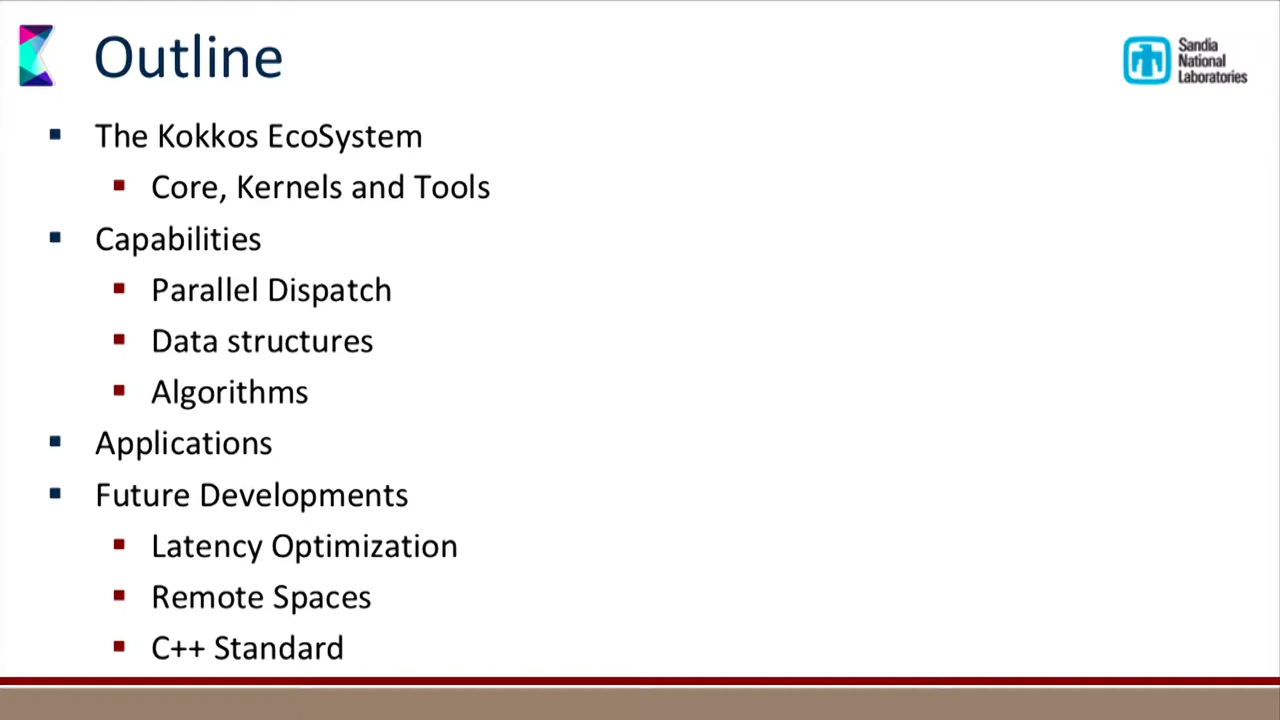 Outline
Sandia
National
Laboratories
The Kokkos EcoSystem
Core, Kernels and Tools
Capabilities
Parallel Dispatch
Data structures
Algorithms
Applications
Future Developments
Latency Optimization
Remote Spaces
C++ Standard